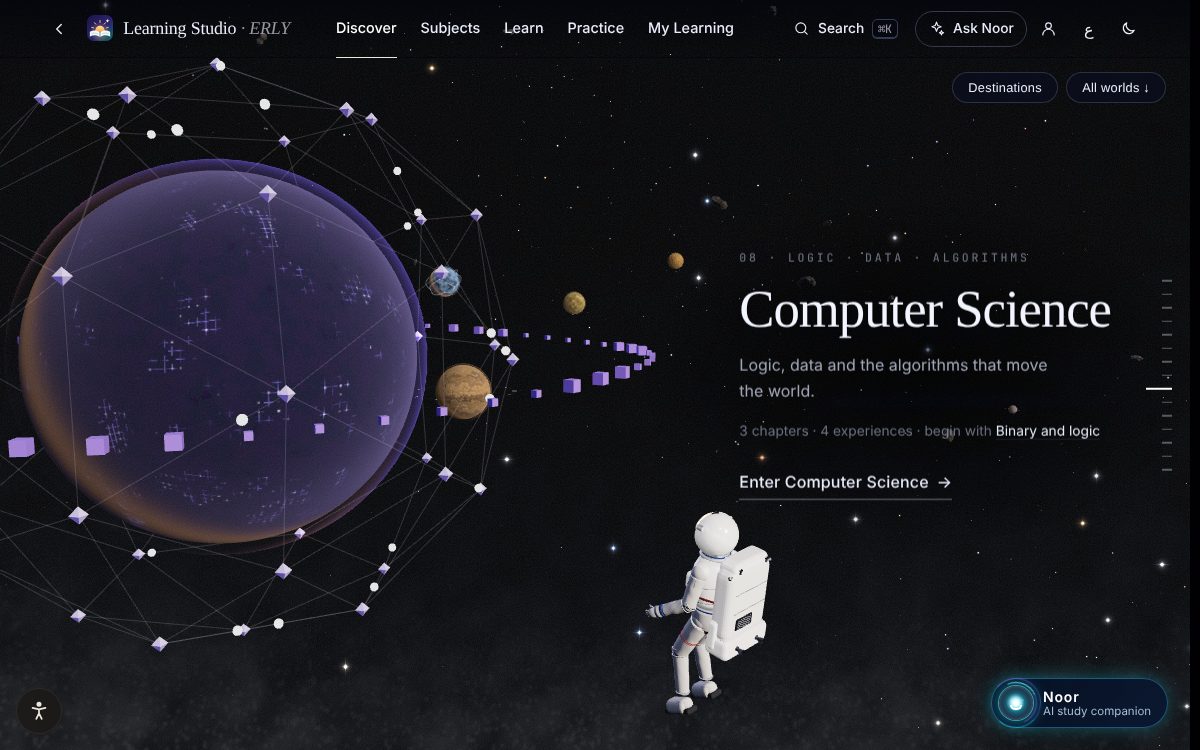 Learning Studio · ERLY
Discover
Subjects
Learn
Practice
My Learning
Search ⌘K
Ask Noor
ع
Destinations
All worlds ↓
08 · LOGIC · DATA · ALGORITHMS
Computer Science
Logic, data and the algorithms that move
the world.
3 chapters · 4 experiences · begin with Binary and logic
Enter Computer Science →
Noor
AI study companion